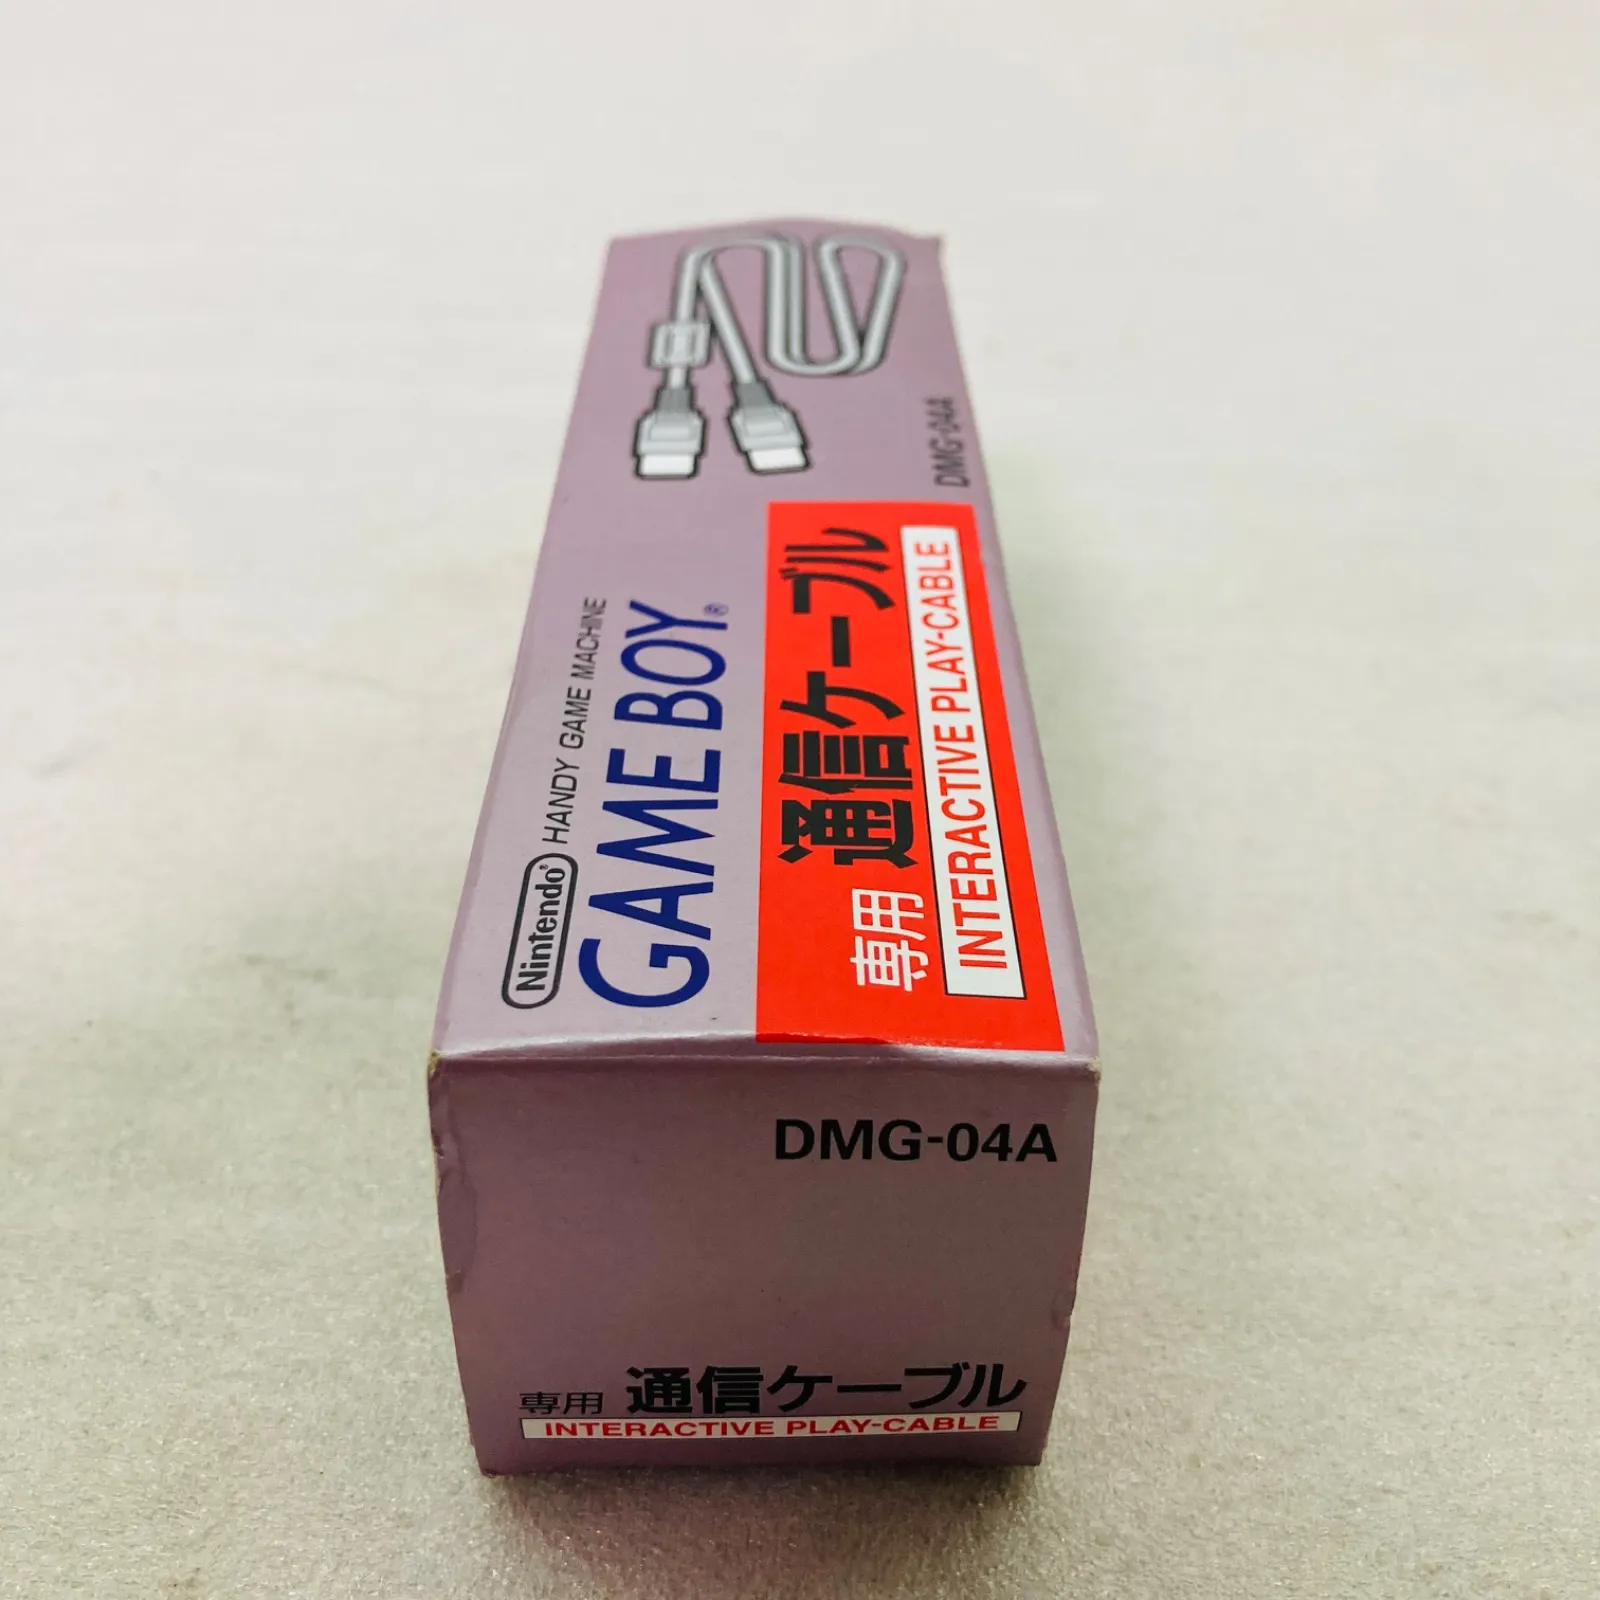 Nintendo® HANDY GAME MACHINE
GAME BOY®
専用 通信ケーブル
INTERACTIVE PLAY-CABLE
DMG-04A
DMG-04A
専用 通信ケーブル
INTERACTIVE PLAY-CABLE